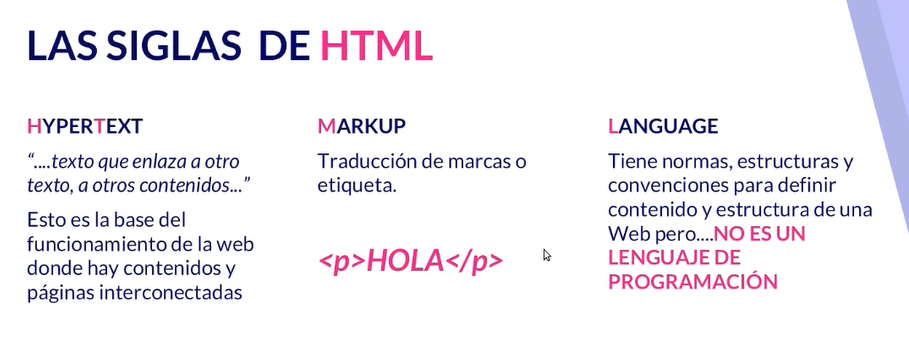 LAS SIGLAS DE HTML
HYPERTEXT
“....texto que enlaza a otro
texto, a otros contenidos...”
Esto es la base del
funcionamiento de la web
donde hay contenidos y
páginas interconectadas
MARKUP
Traducción de marcas o
etiqueta.
<p>HOLA</p>
LANGUAGE
Tiene normas, estructuras y
convenciones para definir
contenido y estructura de una
Web pero....NO ES UN
LENGUAJE DE
PROGRAMACIÓN